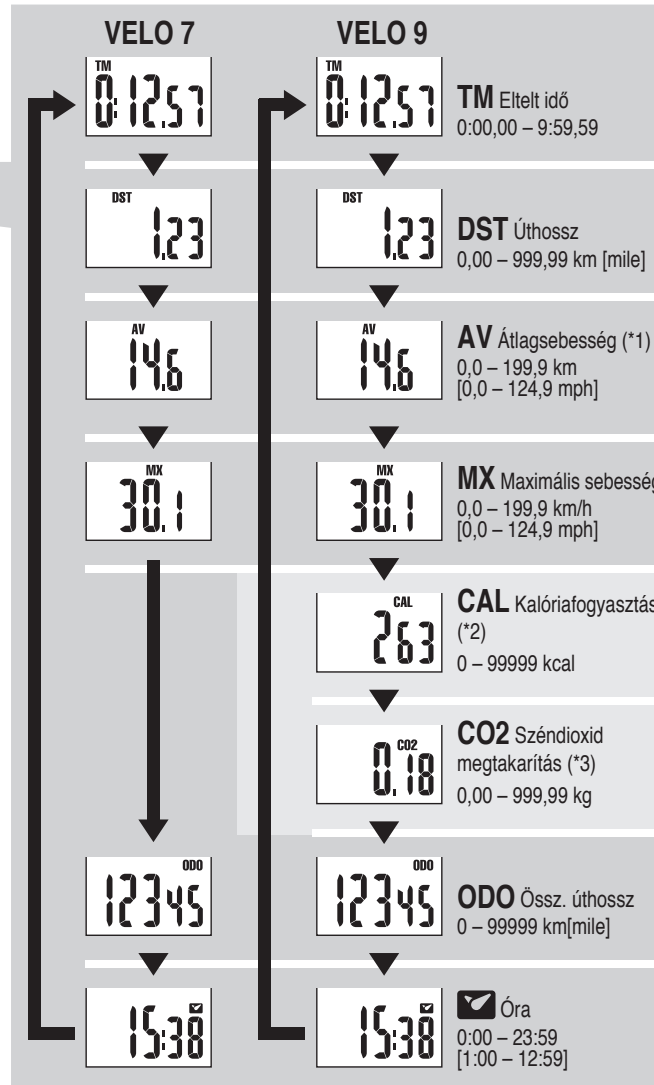 VELO 7 VELO 9
TM TM
0:12.57 0:12.57
TM Eltelt idő
0:00,00 – 9:59,59
DST DST
1.23 1.23
DST Úthossz
0,00 – 999,99 km [mile]
AV AV
14.6 14.6
AV Átlagsebesség (*1)
0,0 – 199,9 km
[0,0 – 124,9 mph]
MX MX
30.1 30.1
MX Maximális sebesség
0,0 – 199,9 km/h
[0,0 – 124,9 mph]
CAL
263
CAL Kalóriafogyasztás
(*2)
0 – 99999 kcal
CO2
0.18
CO2 Széndioxid
megtakarítás (*3)
0,00 – 999,99 kg
ODO ODO
12345 12345
ODO Össz. úthossz
0 – 99999 km[mile]
15:38 15:38
Óra
0:00 – 23:59
[1:00 – 12:59]